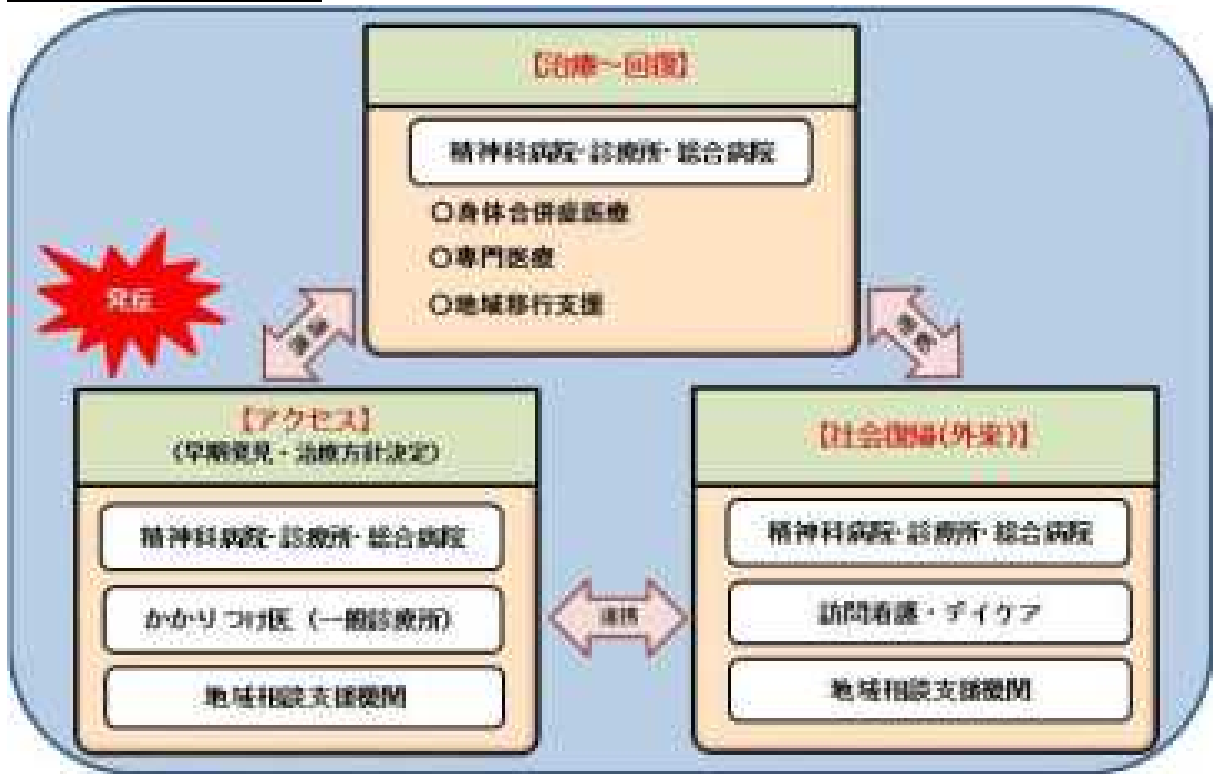 【治療～回復】
精神科病院・診療所・総合病院
○身体合併症医療
○専門医療
○地域移行支援
発症
連携
連携
【アクセス】
(早期発見・治療方針決定)
精神科病院・診療所・総合病院
かかりつけ医（一般診療所）
地域相談支援機関
連携
【社会復帰(外来)】
精神科病院・診療所・総合病院
訪問看護・デイケア
地域相談支援機関